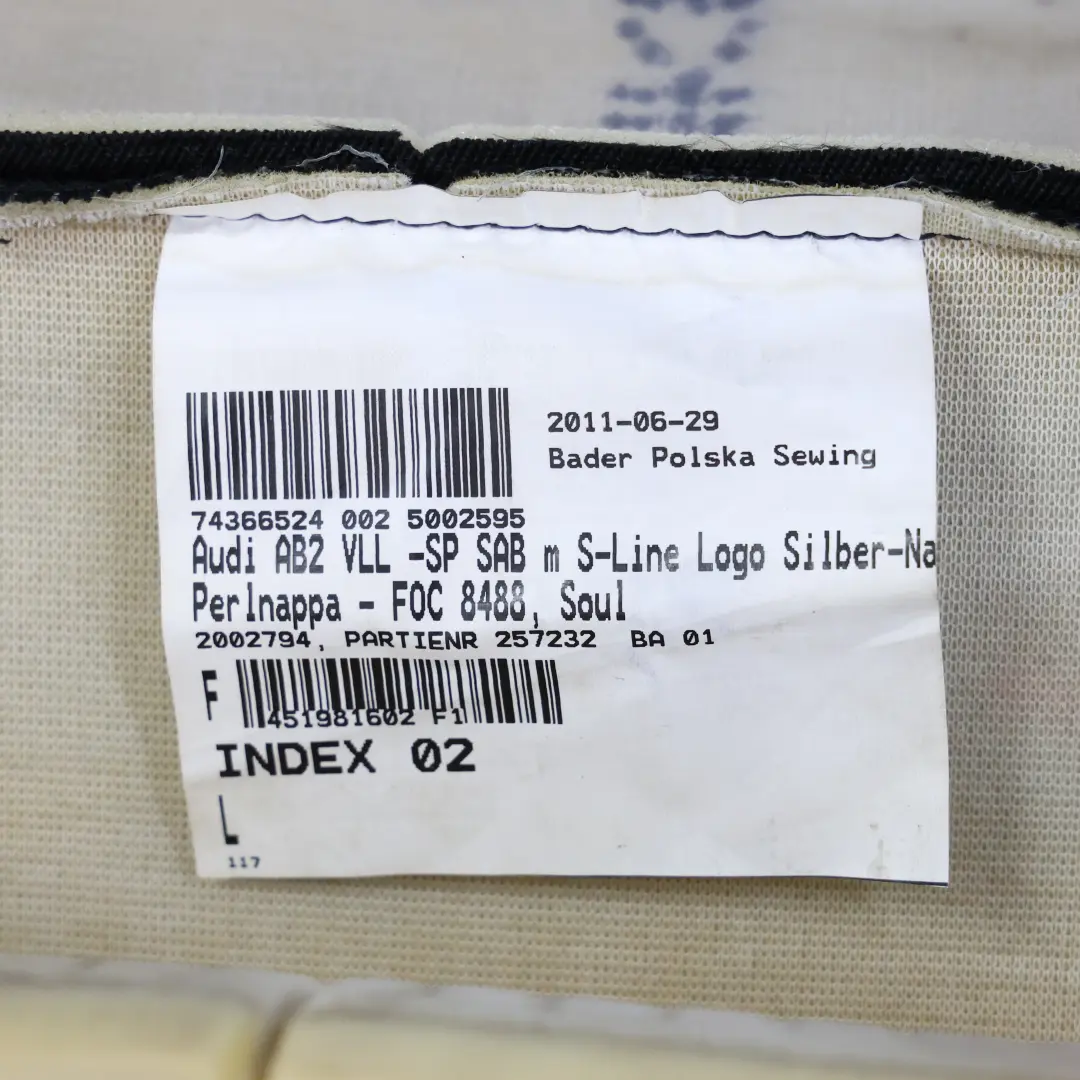 2011-06-29
Bader Polska Sewing
74366524 002 5002595
Audi AB2 VLL -SP SAB m S-Line Logo Silber-Na
Perlnappa - FOC 8488, Soul
2002794, PARTIENR 257232 BA 01
F
451981602 F1
INDEX 02
L
117